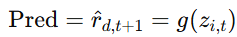 Pred = r̂_{d,t+1} = g(z_{i,t})